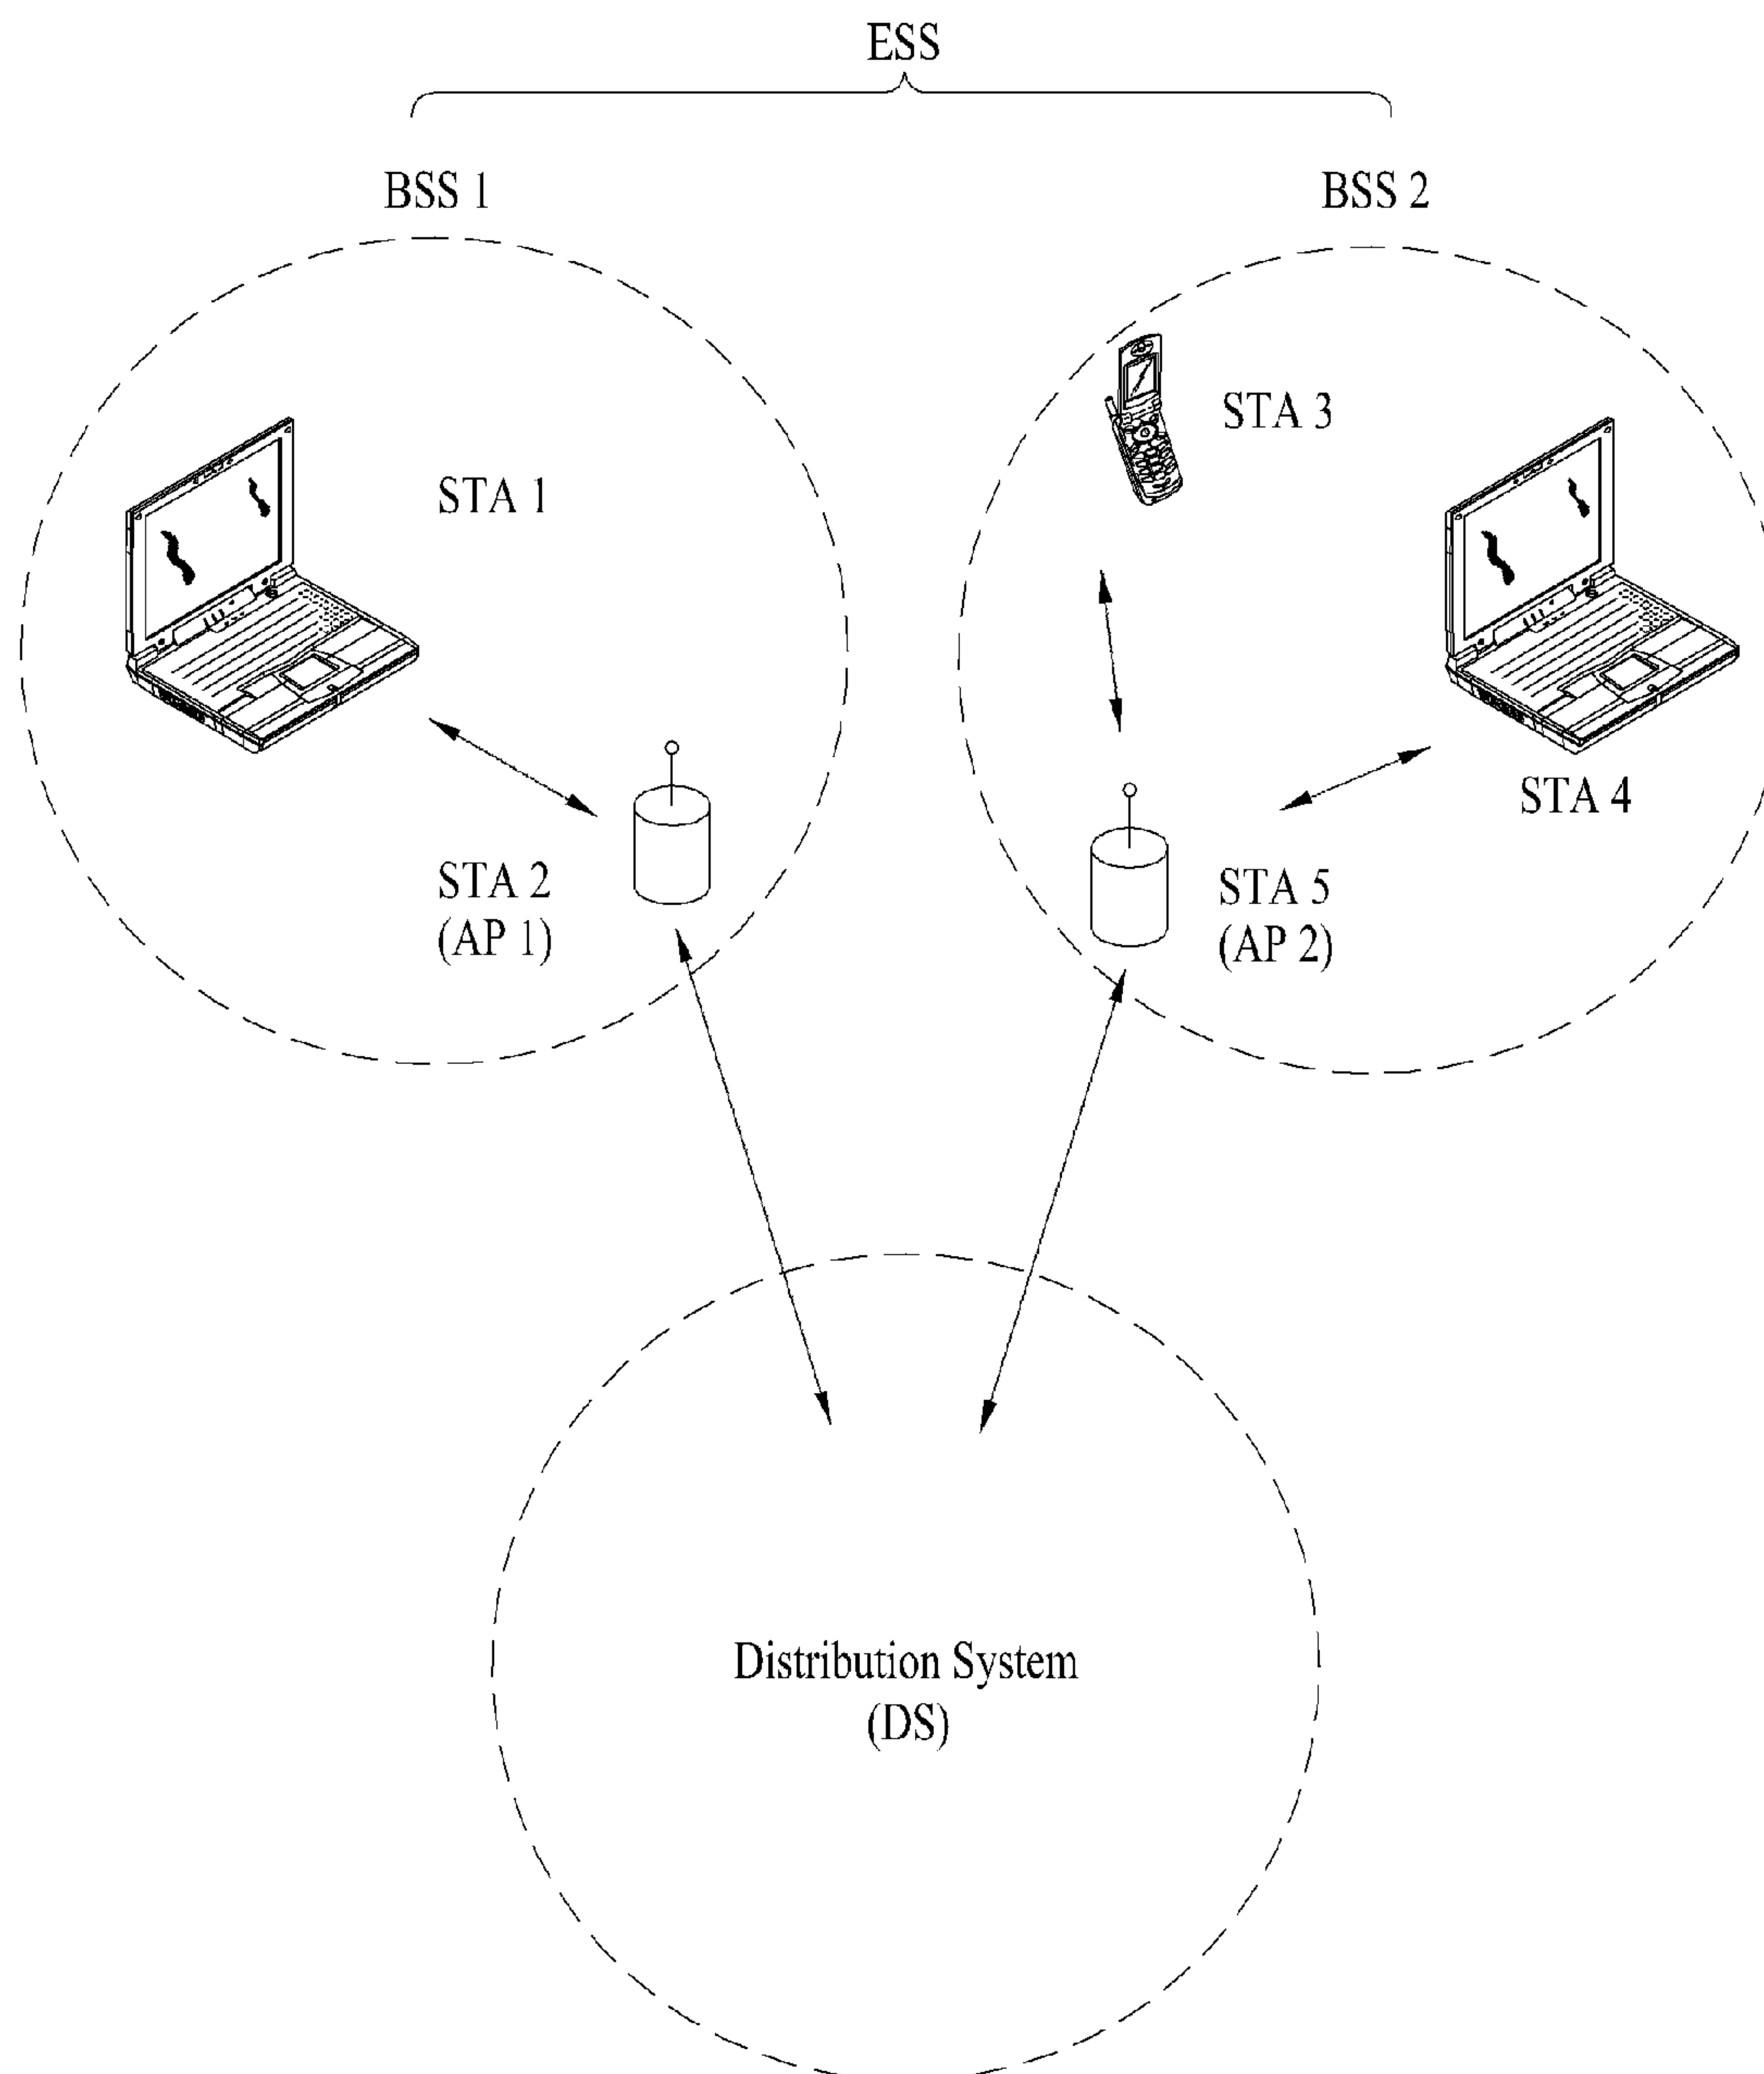 ESS
BSS 1
BSS 2
STA 3
STA 1
STA 4
STA 2
(AP 1)
STA 5
(AP 2)
Distribution System
(DS)